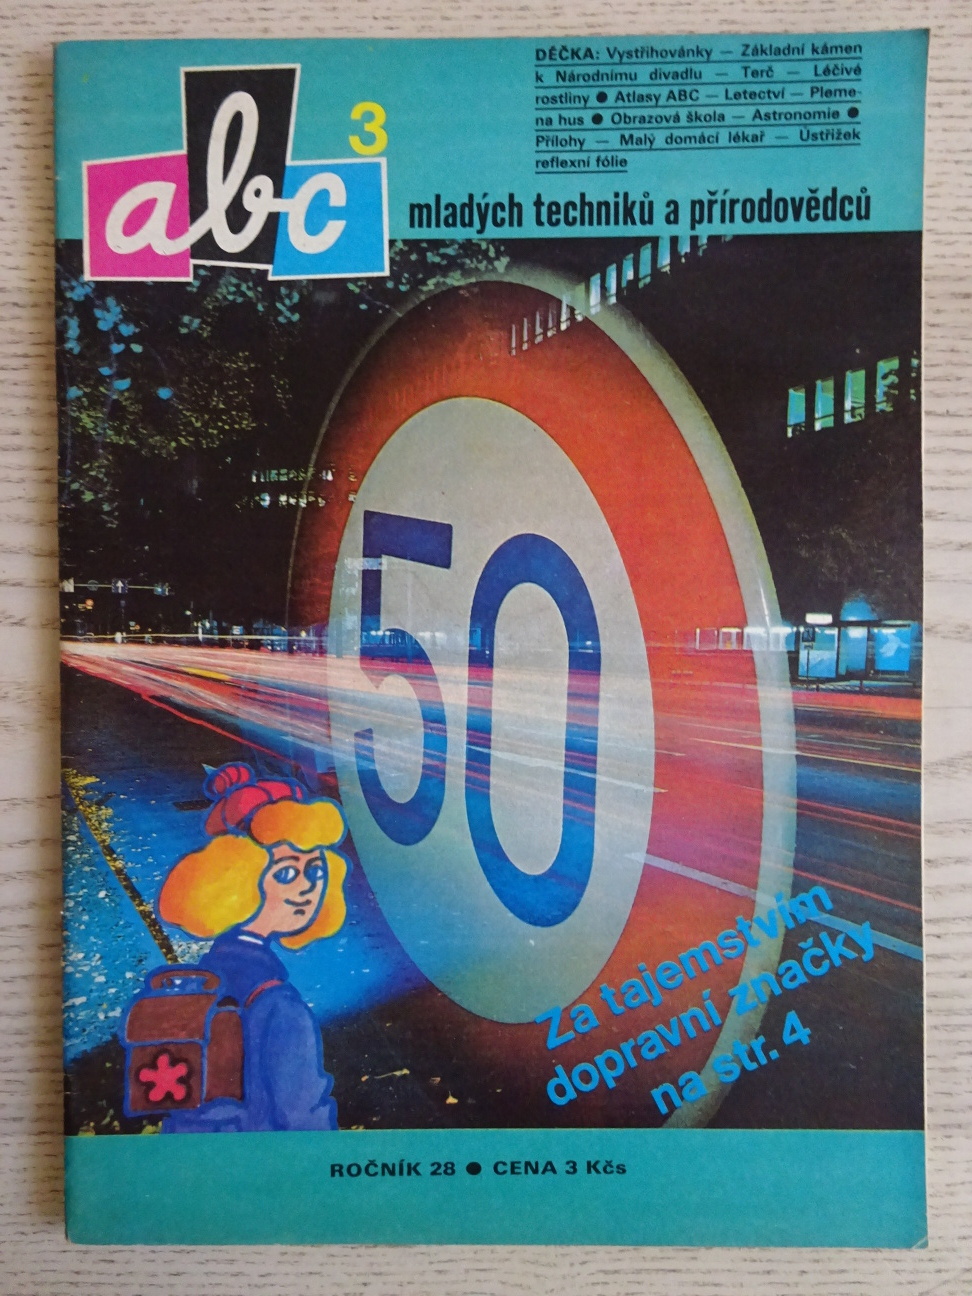 abc
3
DÉČKA: Vystřihovánky — Základní kámen
k Národnímu divadlu — Terč — Léčivé
rostliny ● Atlasy ABC — Letectví — Pleme-
na hus ● Obrazová škola — Astronomie ●
Přílohy — Malý domácí lékař — Ústřižek
reflexní fólie
mladých techniků a přírodovědců
50
Za tajemstvím
dopravní značky
na str. 4
ROČNÍK 28 ● CENA 3 Kčs